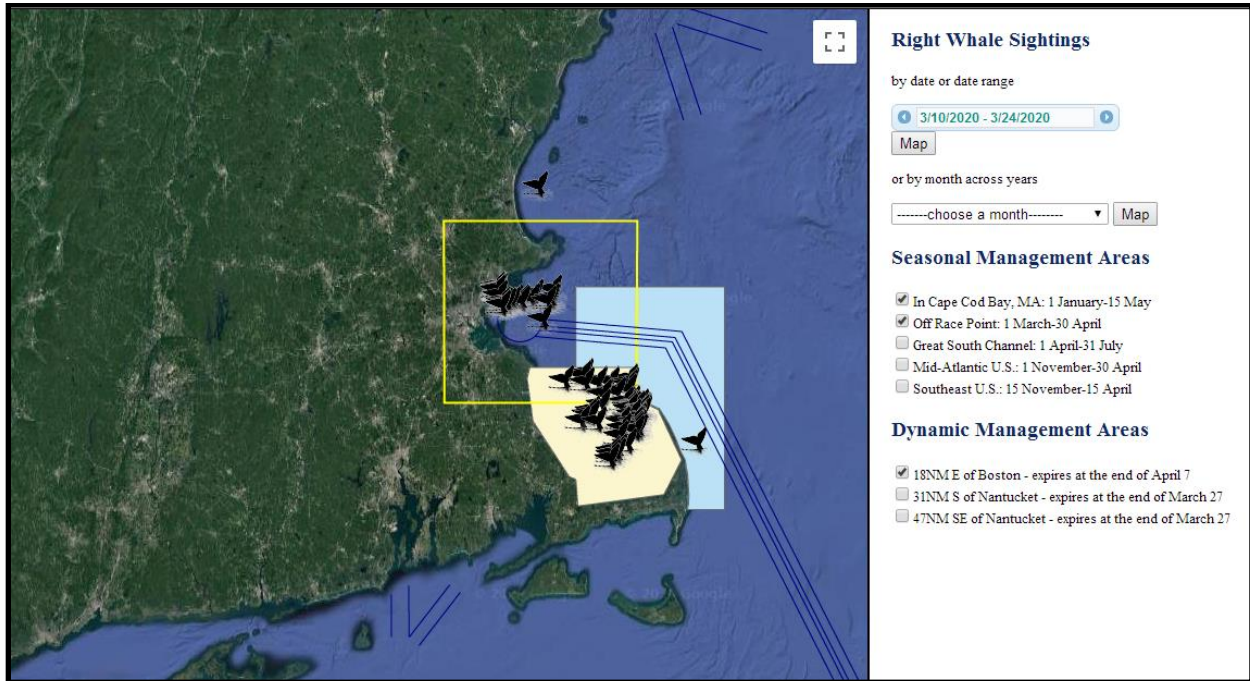 Right Whale Sightings
by date or date range
3/10/2020 - 3/24/2020
Map
or by month across years
-------choose a month--------
Map
Seasonal Management Areas
In Cape Cod Bay, MA: 1 January-15 May
Off Race Point: 1 March-30 April
Great South Channel: 1 April-31 July
Mid-Atlantic U.S.: 1 November-30 April
Southeast U.S.: 15 November-15 April
Dynamic Management Areas
18NM E of Boston - expires at the end of April 7
31NM S of Nantucket - expires at the end of March 27
47NM SE of Nantucket - expires at the end of March 27